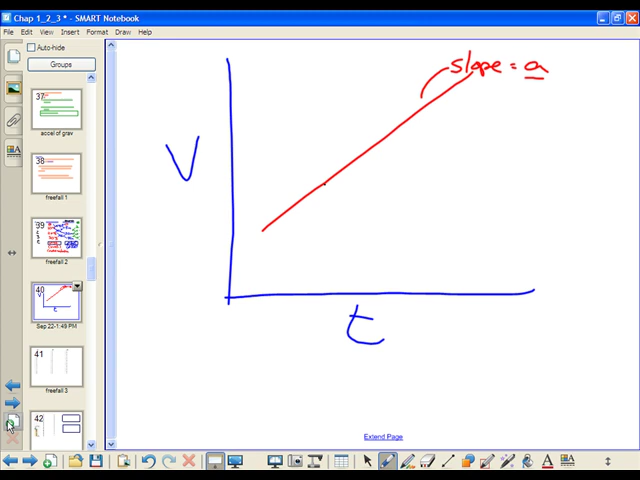 Chap 1_2_3 * - SMART Notebook
File Edit View Insert Format Draw Help
Auto-hide
Groups
37
accel of grav
38
freefall 1
39
freefall 2
40
Sep 22-1:49 PM
41
freefall 3
42
slope = a
V
t
Extend Page